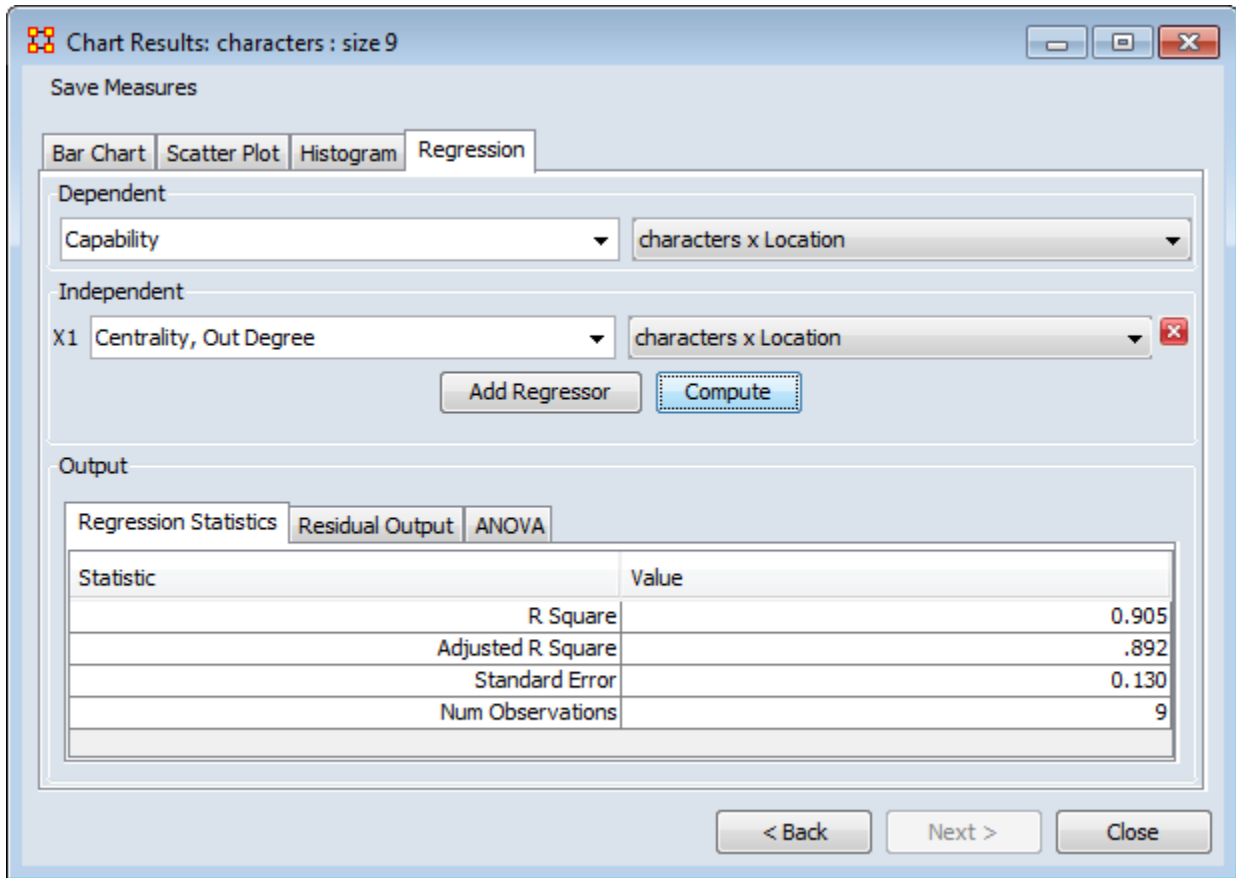 Chart Results: characters : size 9
Save Measures
Bar Chart Scatter Plot Histogram Regression
Dependent
Capability characters x Location
Independent
X1 Centrality, Out Degree characters x Location
Add Regressor Compute
Output
Regression Statistics Residual Output ANOVA
Statistic Value
R Square 0.905
Adjusted R Square .892
Standard Error 0.130
Num Observations 9
< Back Next > Close